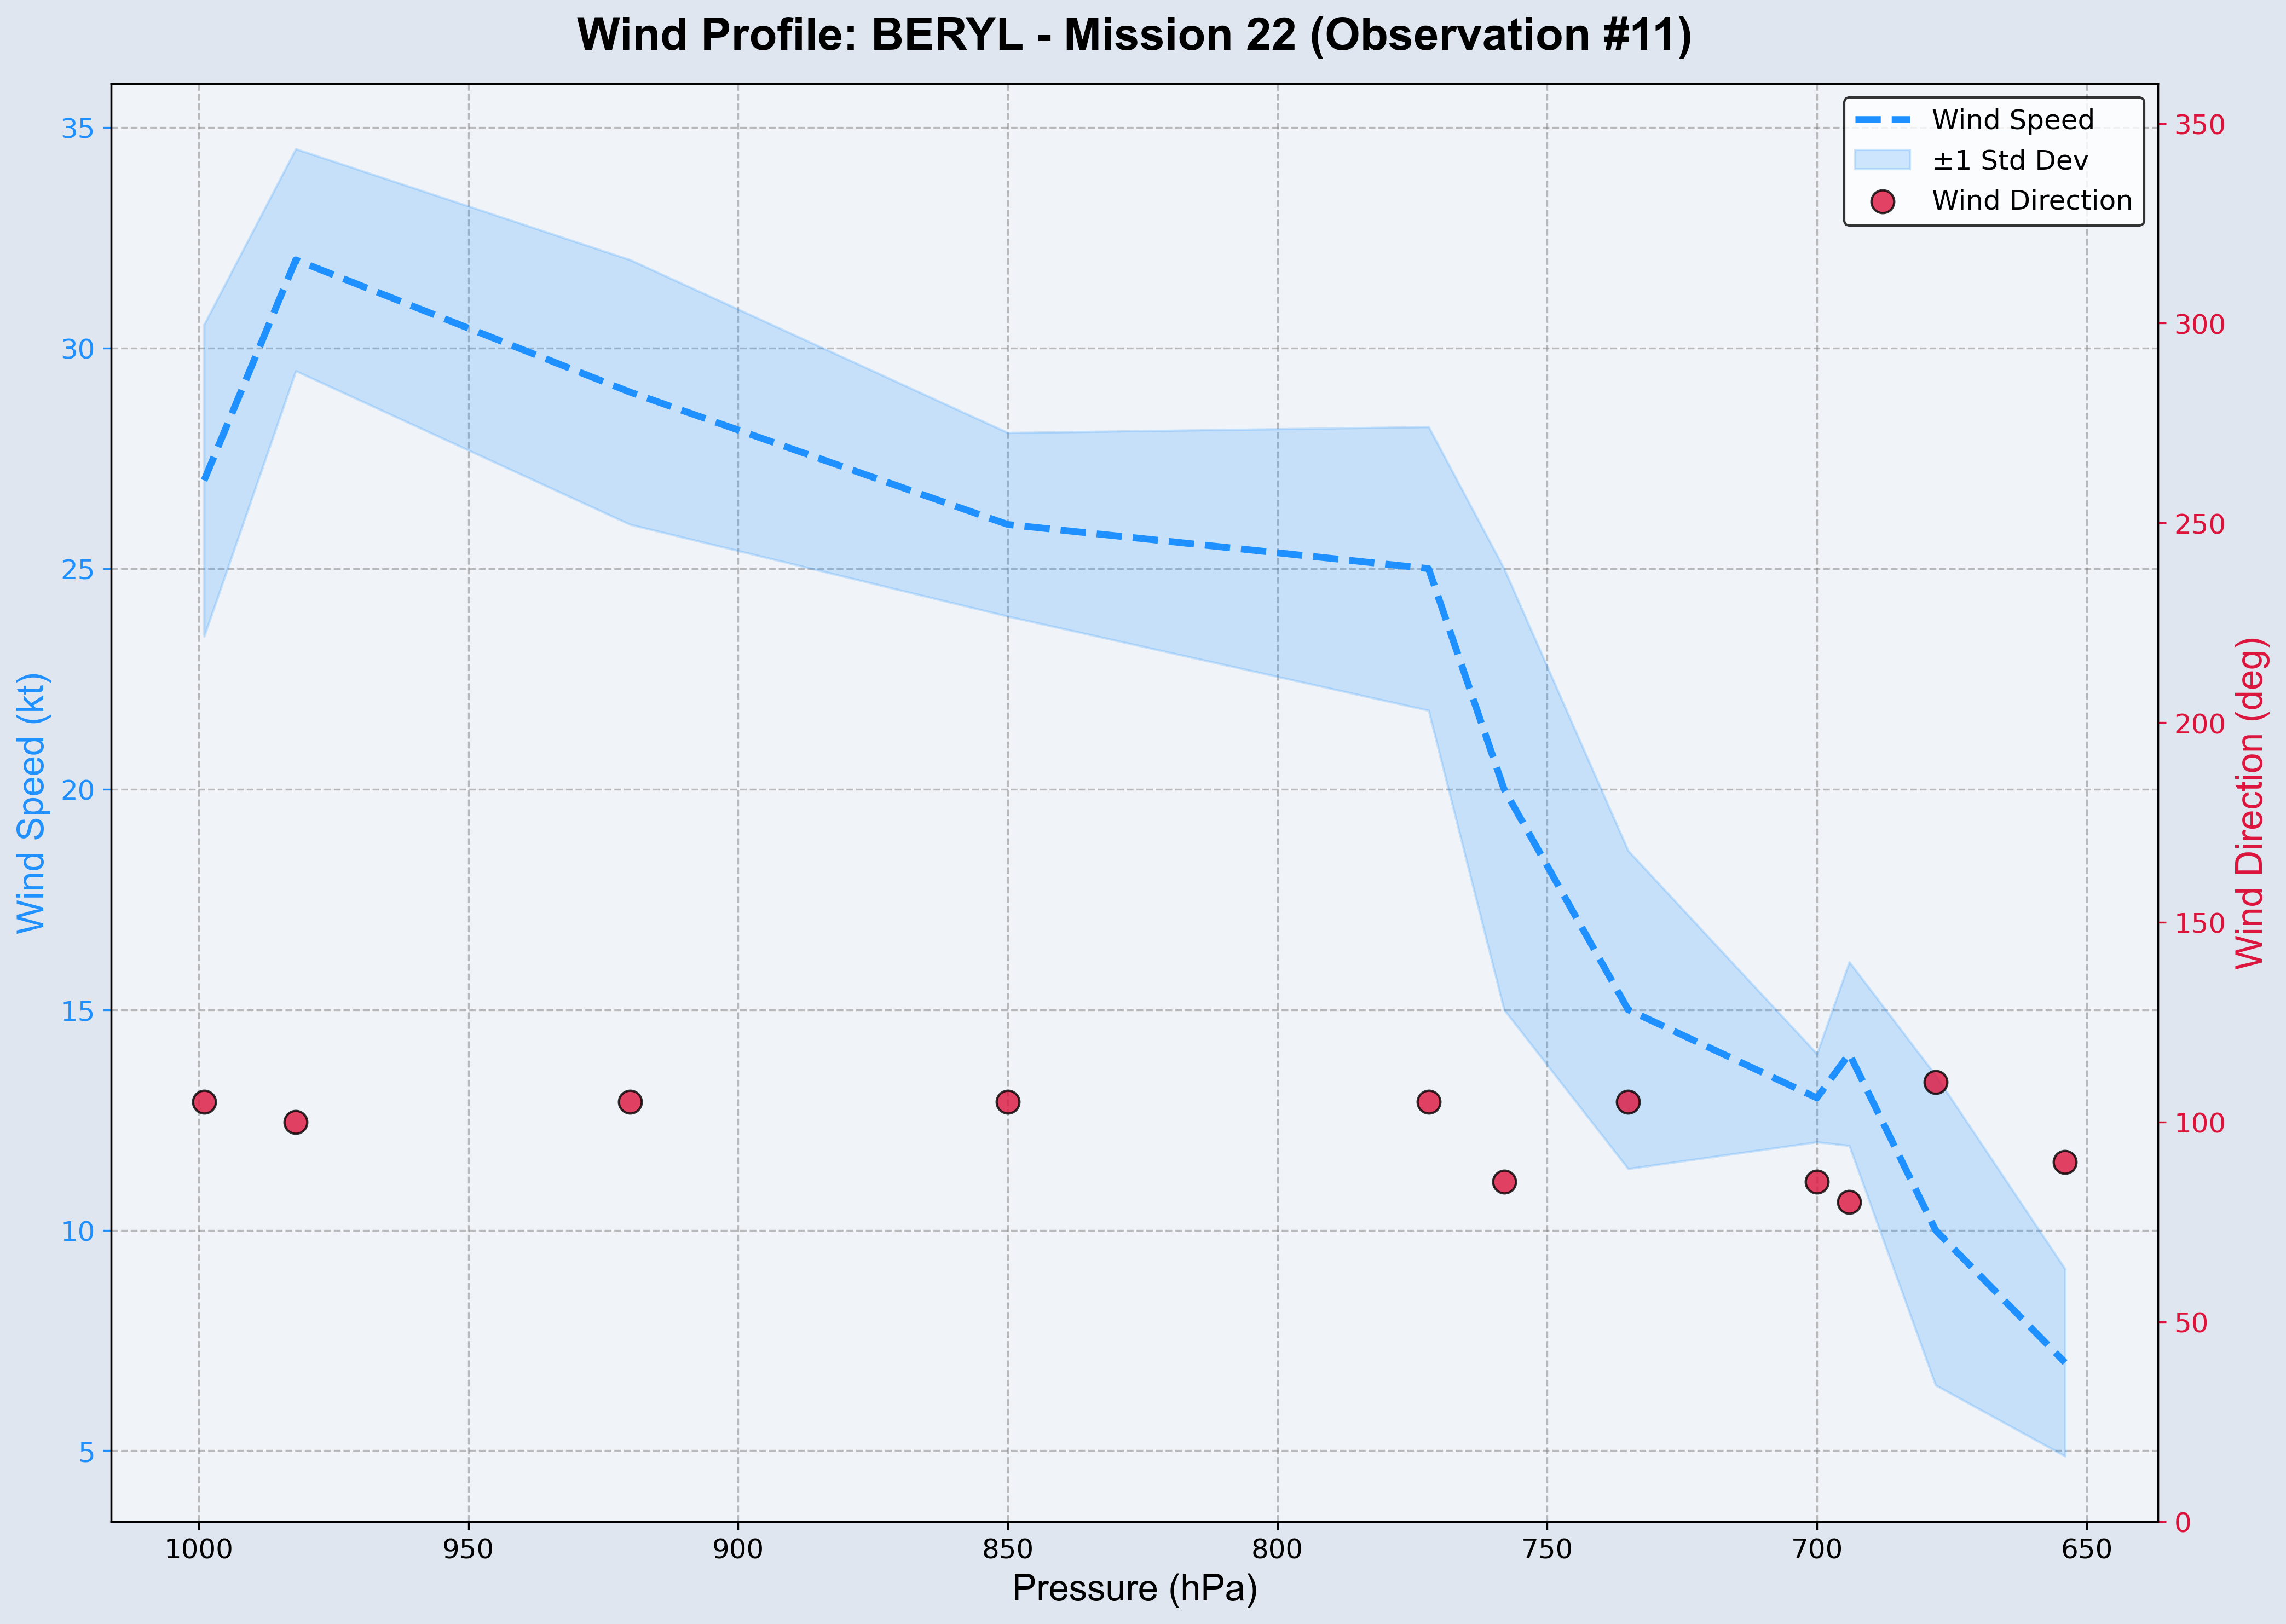 Wind Profile: BERYL - Mission 22 (Observation #11)
Wind Speed
±1 Std Dev
Wind Direction
Wind Speed (kt)
35
30
25
20
15
10
5
350
300
250
200
150
100
50
0
Wind Direction (deg)
1000 950 900 850 800 750 700 650
Pressure (hPa)